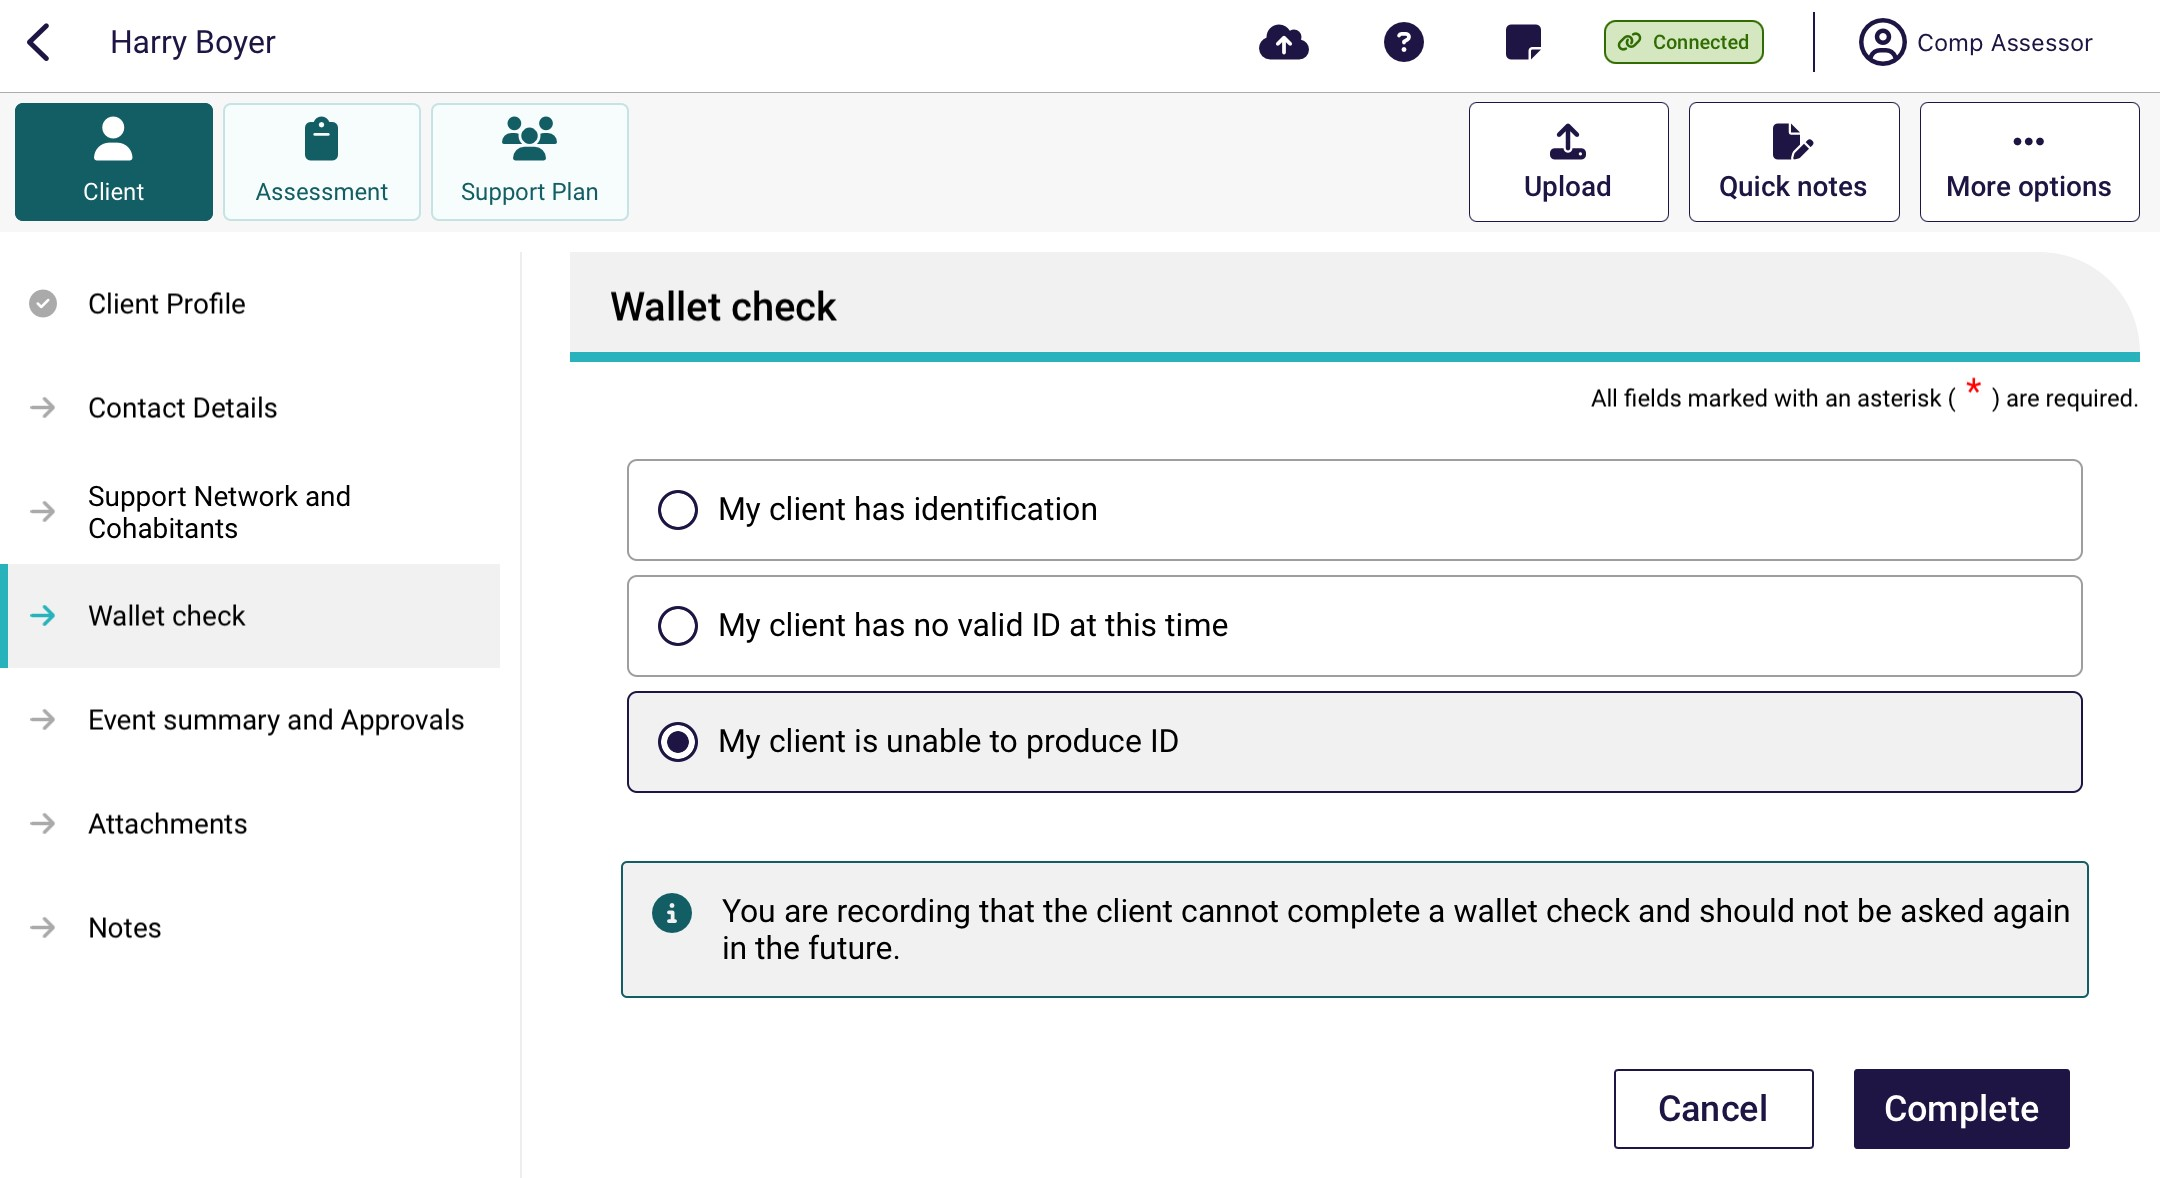 Harry Boyer
Connected
Comp Assessor
Client
Assessment
Support Plan
Upload
Quick notes
More options
Client Profile
Contact Details
Support Network and
Cohabitants
Wallet check
Event summary and Approvals
Attachments
Notes
Wallet check
All fields marked with an asterisk ( * ) are required.
My client has identification
My client has no valid ID at this time
My client is unable to produce ID
You are recording that the client cannot complete a wallet check and should not be asked again
in the future.
Cancel
Complete